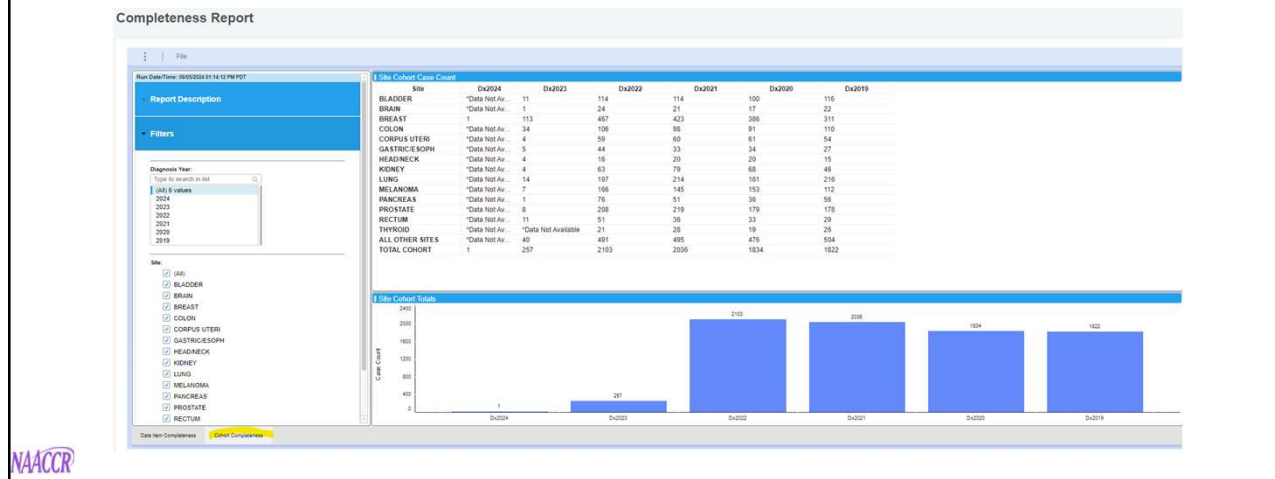 Completeness Report
File
Run Date/Time: 06/05/2024 01:14:12 PM PDT
Report Description
Filters
Diagnosis Year:
Type to search in list
(All) 6 values
2024
2023
2022
2021
2020
2019
Site:
(All)
BLADDER
BRAIN
BREAST
COLON
CORPUS UTERI
GASTRIC/ESOPH
HEAD/NECK
KIDNEY
LUNG
MELANOMA
PANCREAS
PROSTATE
RECTUM
Site Cohort Case Count
Site Dx2024 Dx2023 Dx2022 Dx2021 Dx2020 Dx2019
BLADDER *Data Not Av... 11 114 114 100 116
BRAIN *Data Not Av... 1 24 21 17 22
BREAST 1 113 467 423 386 311
COLON *Data Not Av... 34 106 98 91 110
CORPUS UTERI *Data Not Av... 4 59 60 61 54
GASTRIC/ESOPH *Data Not Av... 5 44 33 34 27
HEAD/NECK *Data Not Av... 4 16 20 20 15
KIDNEY *Data Not Av... 4 63 79 68 46
LUNG *Data Not Av... 14 197 214 161 216
MELANOMA *Data Not Av... 7 166 145 153 112
PANCREAS *Data Not Av... 1 76 51 36 56
PROSTATE *Data Not Av... 8 208 219 179 178
RECTUM *Data Not Av... 11 51 36 33 29
THYROID *Data Not Av... *Data Not Available 21 28 19 26
ALL OTHER SITES *Data Not Av... 40 491 495 476 504
TOTAL COHORT 1 257 2103 2036 1834 1822
Site Cohort Totals
Case Count
2400
2000
1600
1200
800
400
0
1 257 2103 2036 1834 1822
Dx2024 Dx2023 Dx2022 Dx2021 Dx2020 Dx2019
Data Item Completeness Cohort Completeness
NAACCR